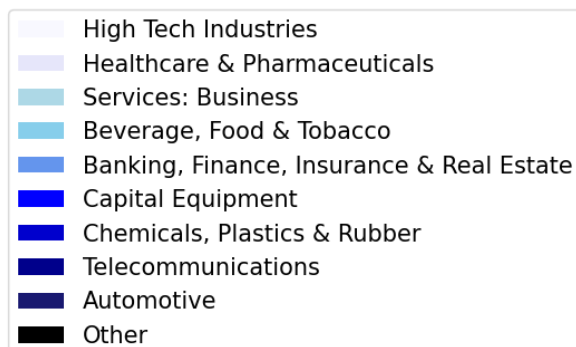 High Tech Industries
Healthcare & Pharmaceuticals
Services: Business
Beverage, Food & Tobacco
Banking, Finance, Insurance & Real Estate
Capital Equipment
Chemicals, Plastics & Rubber
Telecommunications
Automotive
Other